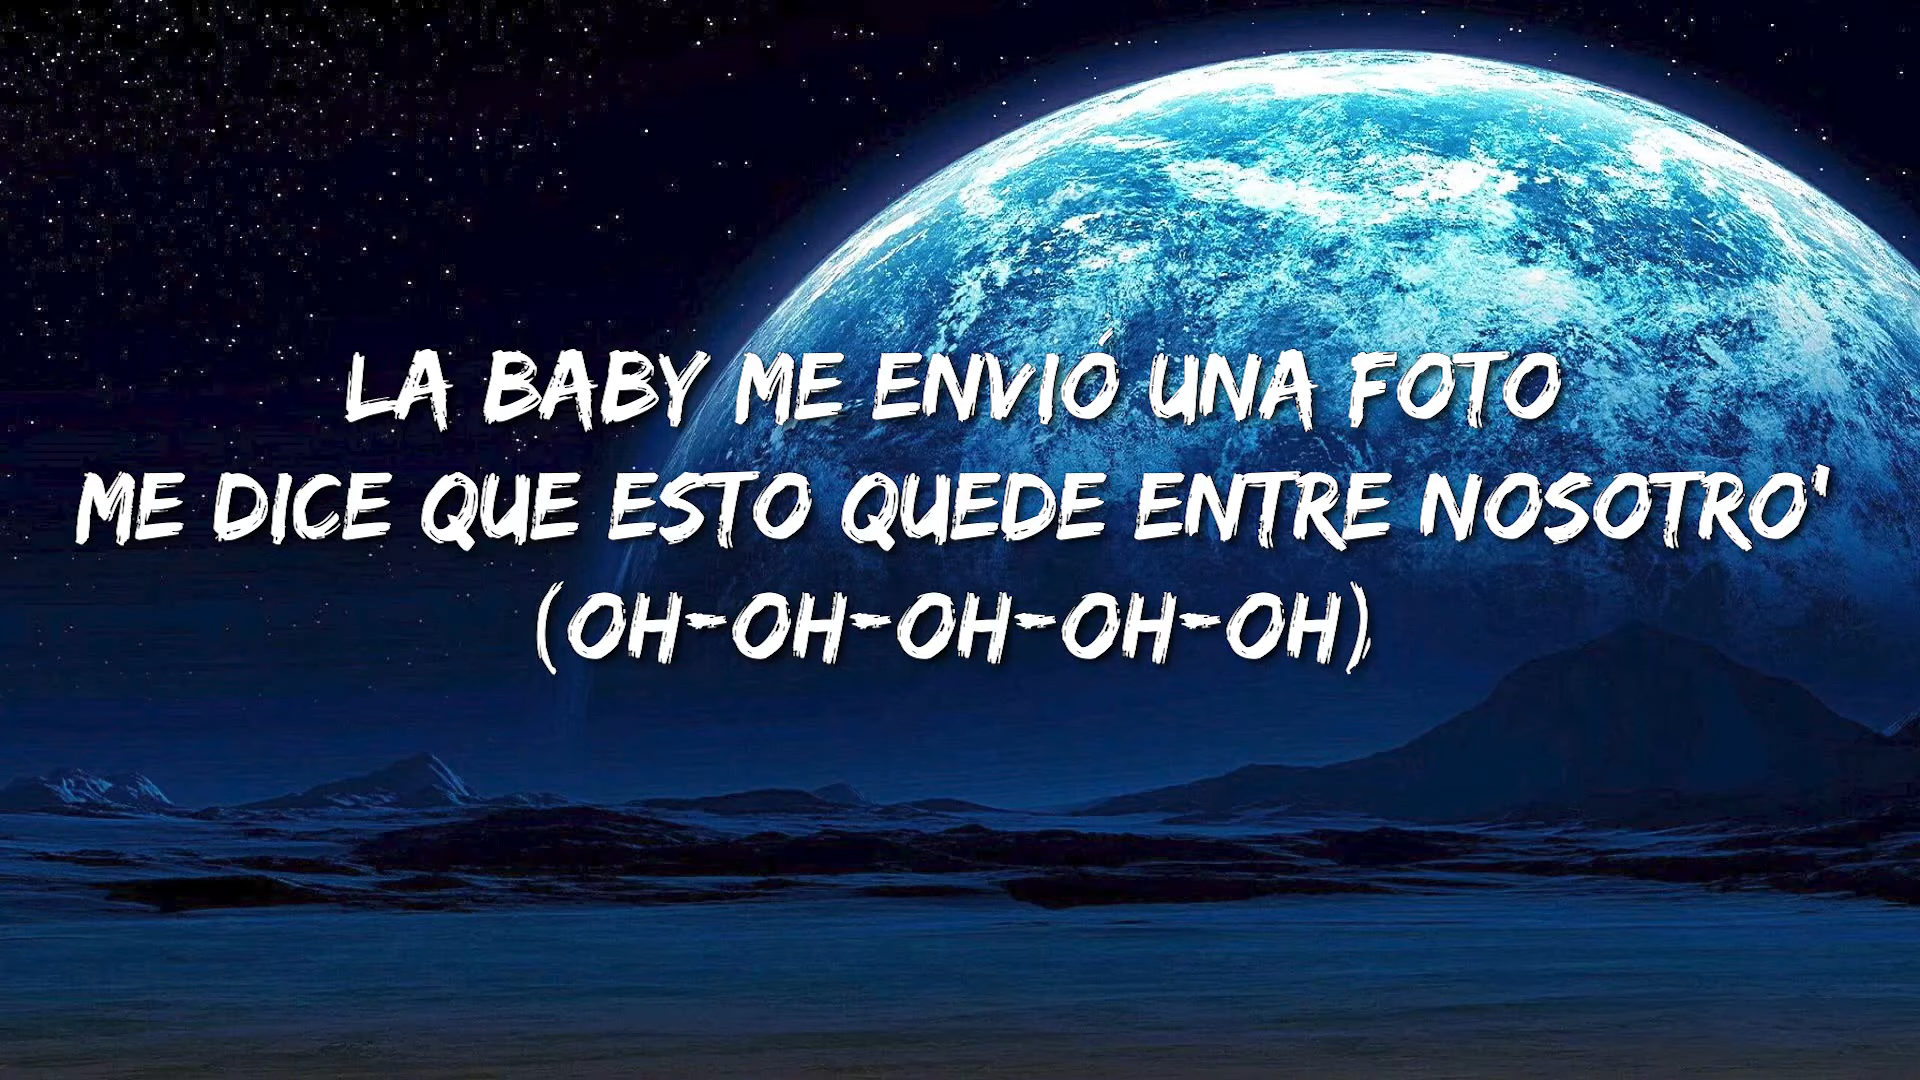 LA BABY ME ENVIÓ UNA FOTO
ME DICE QUE ESTO QUEDE ENTRE NOSOTRO'
(OH-OH-OH-OH-OH)